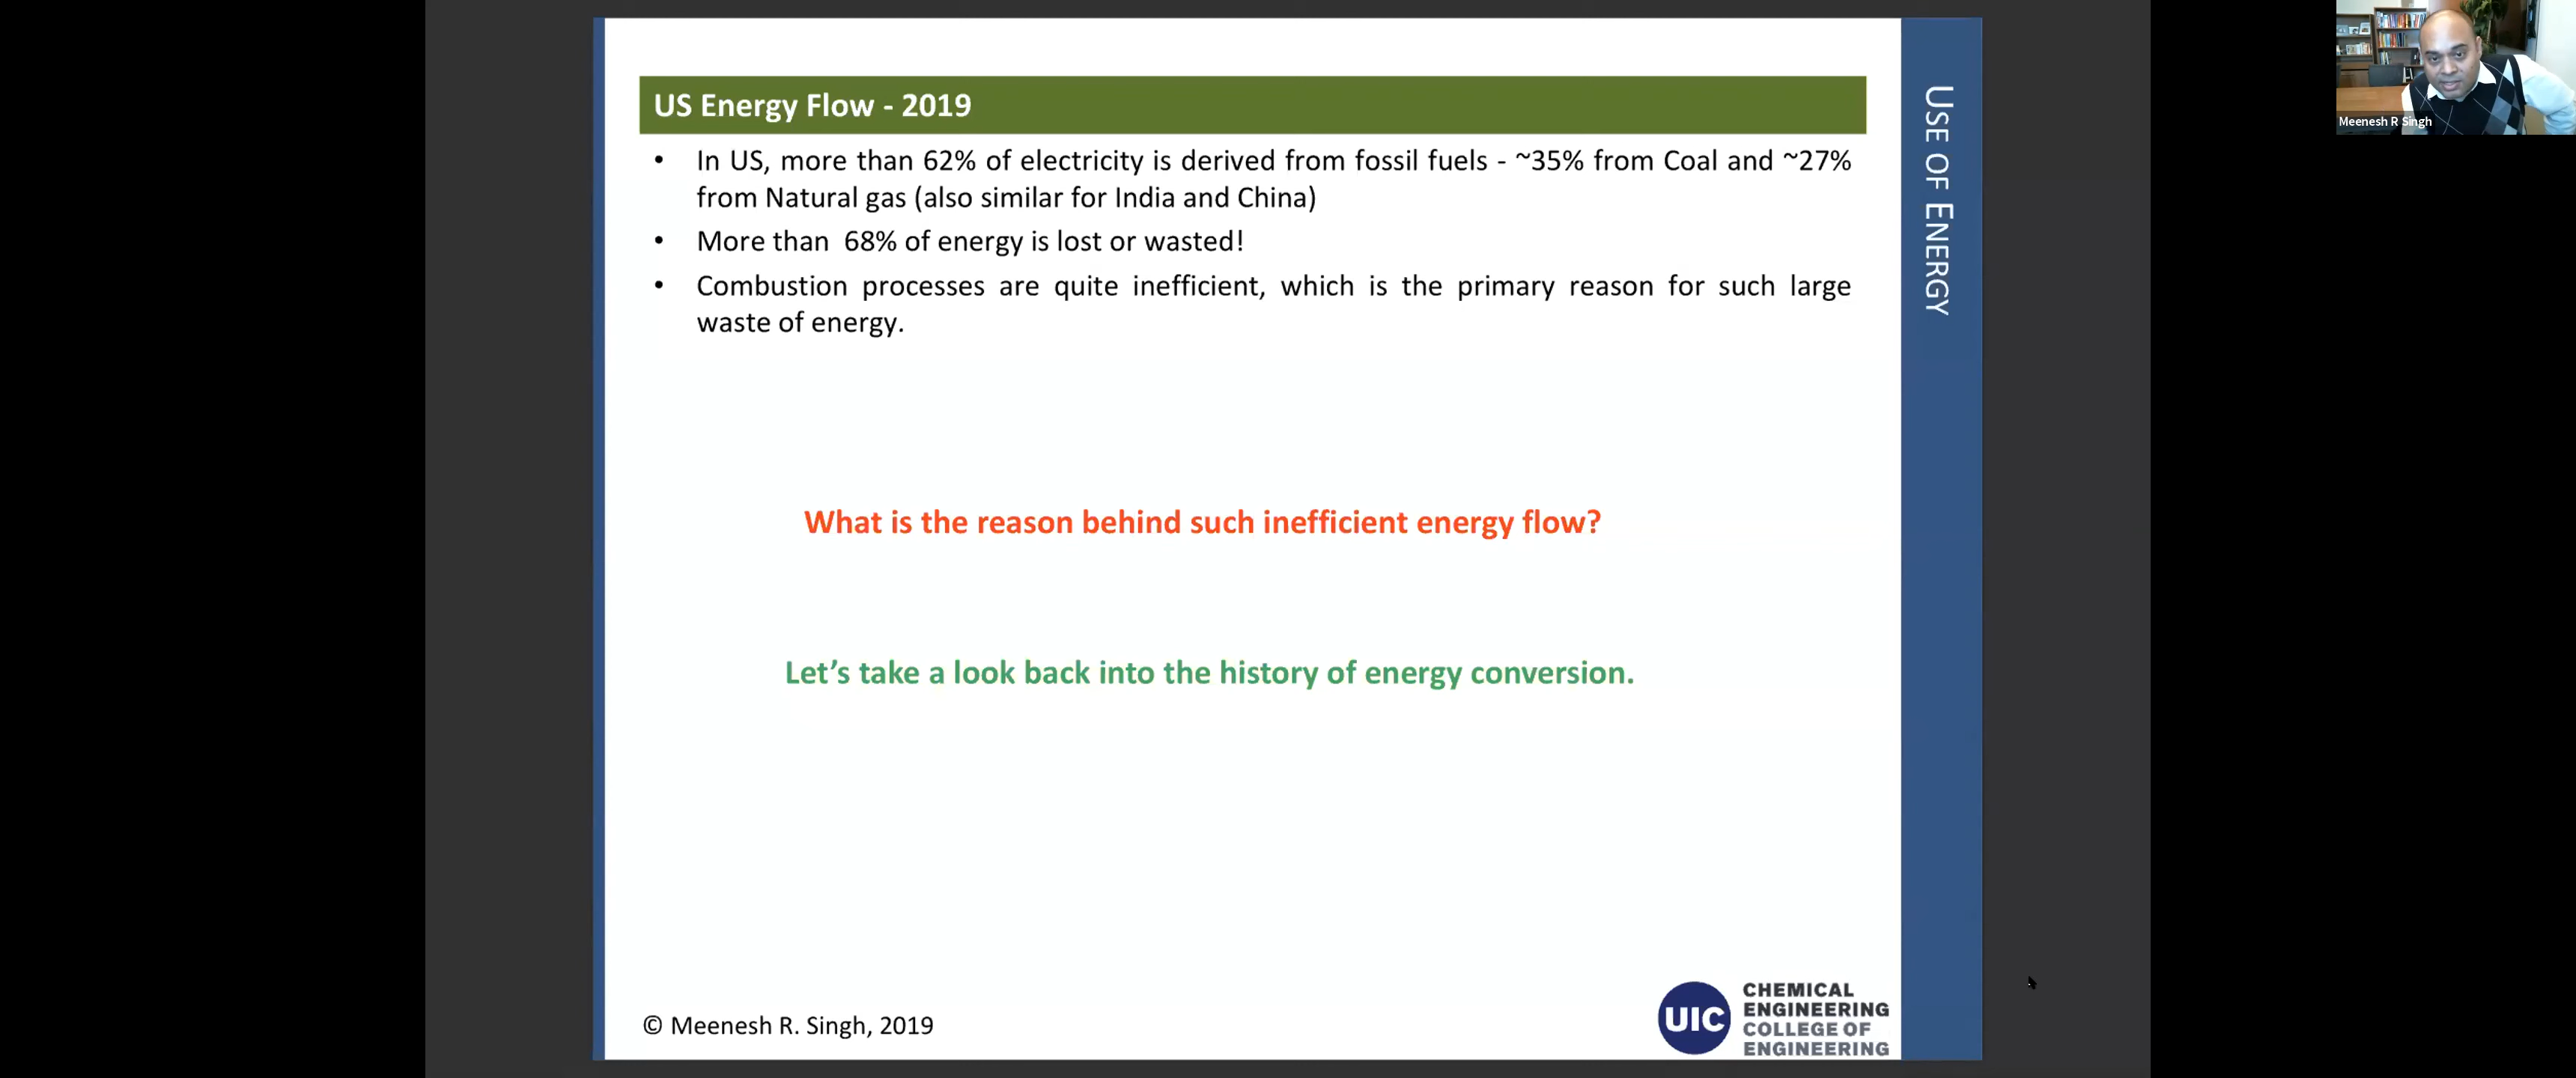 US Energy Flow - 2019
• In US, more than 62% of electricity is derived from fossil fuels - ~35% from Coal and ~27%
from Natural gas (also similar for India and China)
• More than 68% of energy is lost or wasted!
• Combustion processes are quite inefficient, which is the primary reason for such large
waste of energy.
What is the reason behind such inefficient energy flow?
Let's take a look back into the history of energy conversion.
© Meenesh R. Singh, 2019
UIC
CHEMICAL
ENGINEERING
COLLEGE OF
ENGINEERING
USE OF ENERGY
Meenesh R Singh